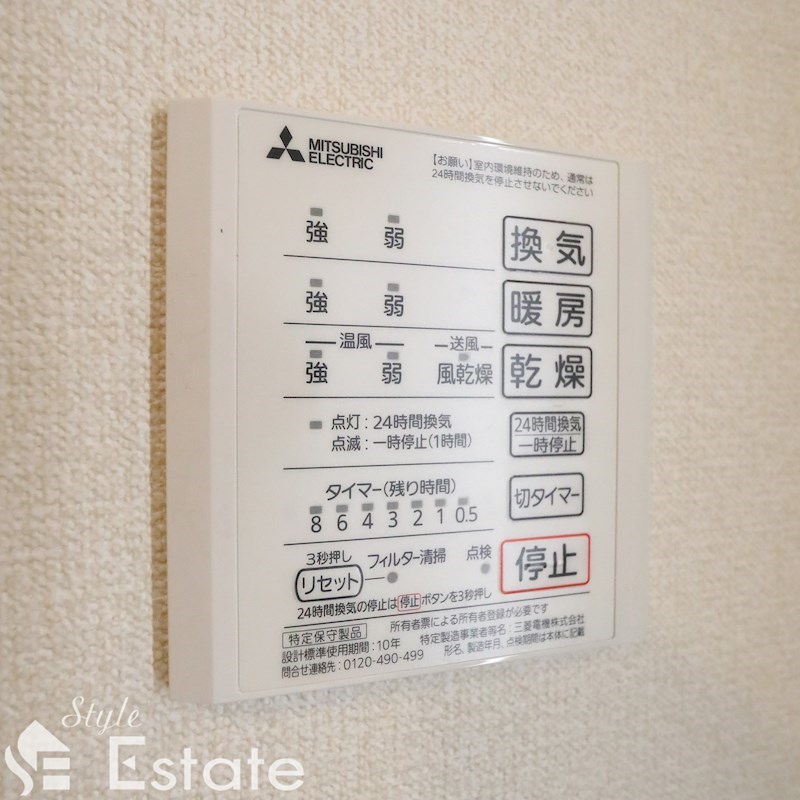 MITSUBISHI
ELECTRIC
【お願い】室内環境維持のため、通常は
24時間換気を停止させないでください
強 弱 換気
強 弱 暖房
温風 送風
強 弱 風乾燥 乾燥
点灯：24時間換気
点滅：一時停止(1時間)
24時間換気
一時停止
タイマー(残り時間)
8 6 4 3 2 1 0.5
切タイマー
3秒押し
リセット フィルター清掃 点検
停止
24時間換気の停止は停止ボタンを3秒押し
特定保守製品 所有者票による所有者登録が必要です
設計標準使用期間：10年 特定製造事業者等名：三菱電機株式会社
問合せ連絡先：0120-490-499 形名、製造年月、点検期間は本体に記載
Style
Estate